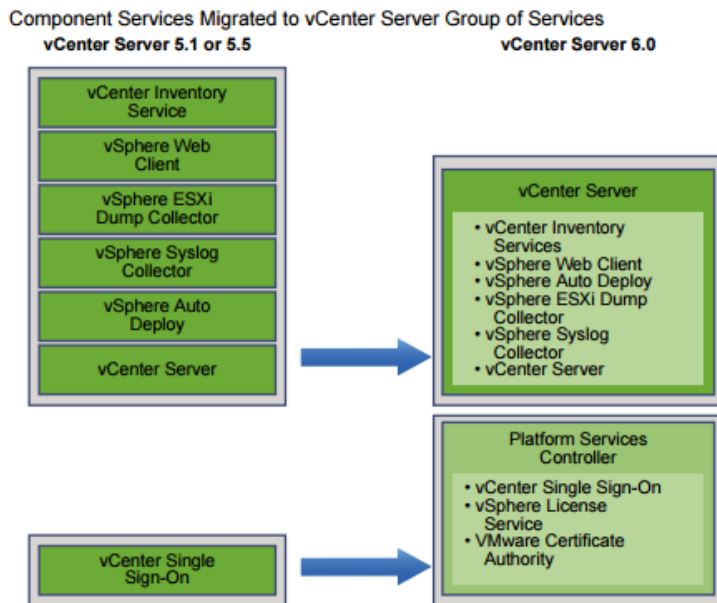 Component Services Migrated to vCenter Server Group of Services
vCenter Server 5.1 or 5.5
vCenter Server 6.0
vCenter Inventory
Service
vSphere Web
Client
vSphere ESXi
Dump Collector
vSphere Syslog
Collector
vSphere Auto
Deploy
vCenter Server
vCenter Server
• vCenter Inventory
Services
• vSphere Web Client
• vSphere Auto Deploy
• vSphere ESXi Dump
Collector
• vSphere Syslog
Collector
• vCenter Server
vCenter Single
Sign-On
Platform Services
Controller
• vCenter Single Sign-On
• vSphere License
Service
• VMware Certificate
Authority